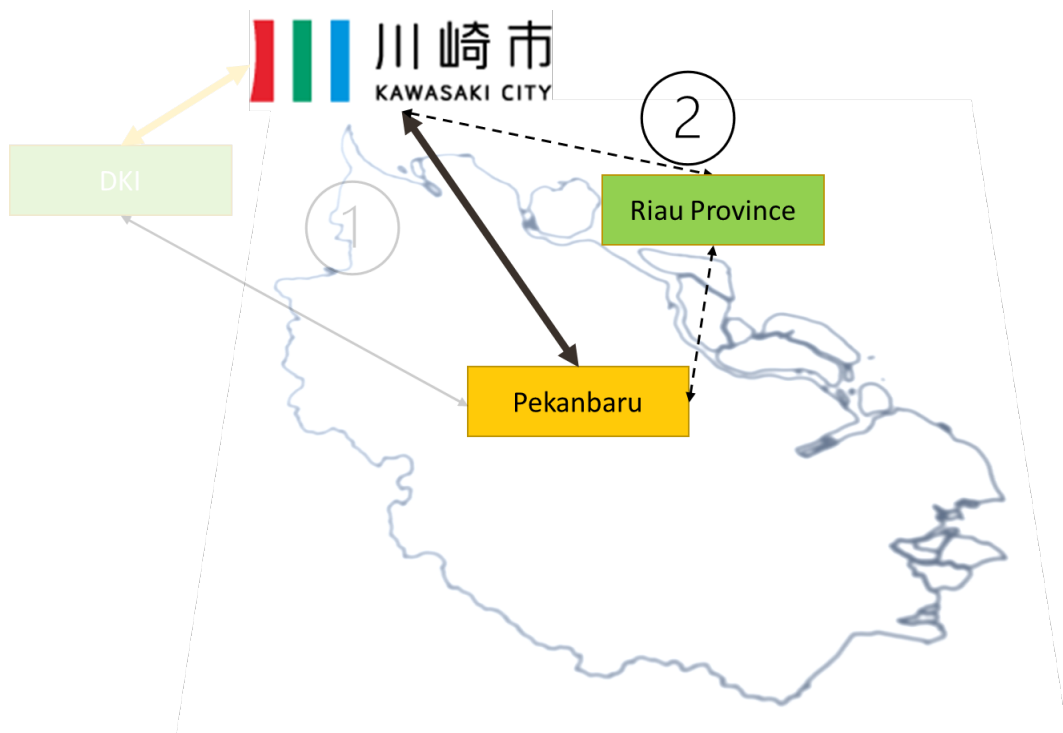 川崎市
KAWASAKI CITY
②
DKI
①
Riau Province
Pekanbaru